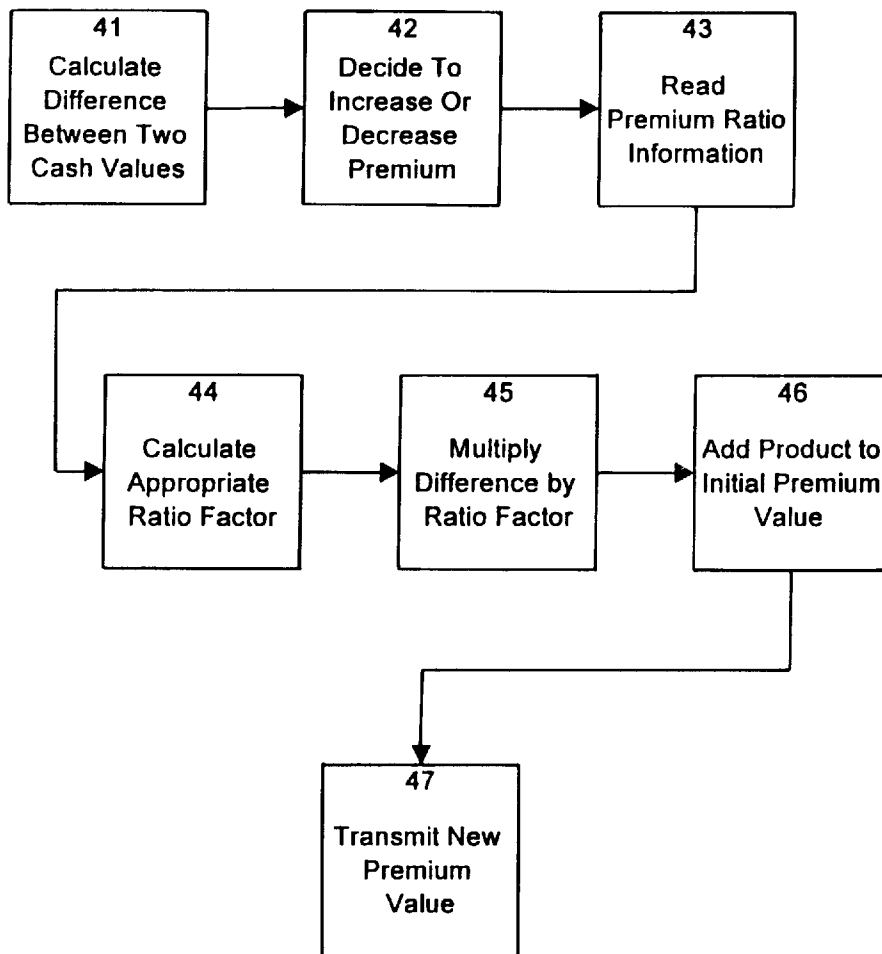 41
Calculate
Difference
Between Two
Cash Values
42
Decide To
Increase Or
Decrease
Premium
43
Read
Premium Ratio
Information
44
Calculate
Appropriate
Ratio Factor
45
Multiply
Difference by
Ratio Factor
46
Add Product to
Initial Premium
Value
47
Transmit New
Premium
Value